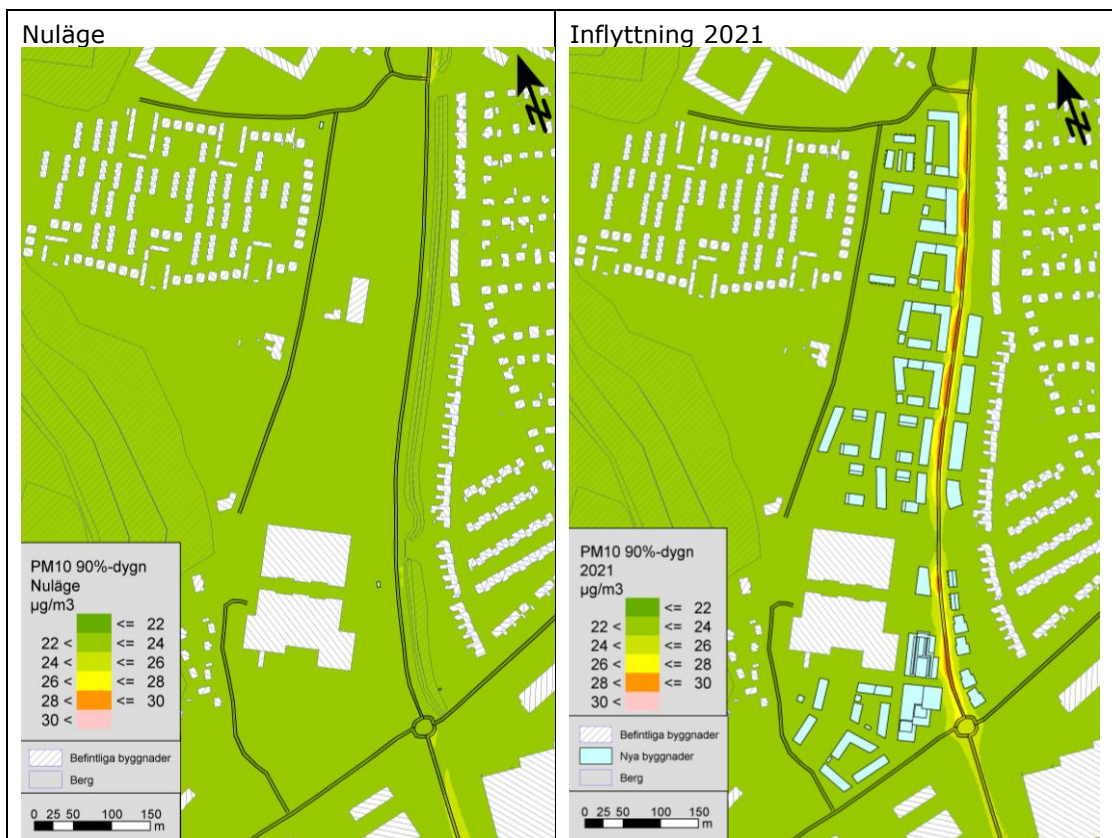 Nuläge
N
PM10 90%-dygn
Nuläge
µg/m3
<= 22
22 < <= 24
24 < <= 26
26 < <= 28
28 < <= 30
30 <
Befintliga byggnader
Berg
0 25 50 100 150
m
Inflyttning 2021
N
PM10 90%-dygn
2021
µg/m3
<= 22
22 < <= 24
24 < <= 26
26 < <= 28
28 < <= 30
30 <
Befintliga byggnader
Nya byggnader
Berg
0 25 50 100 150
m